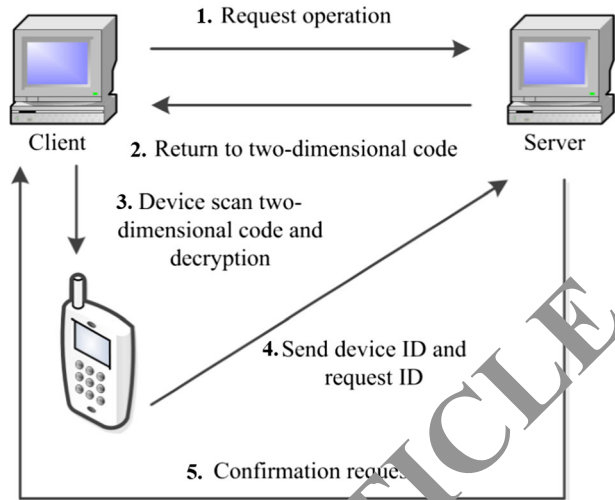 1. Request operation
Client
Server
2. Return to two-dimensional code
3. Device scan two-
dimensional code and
decryption
4. Send device ID and
request ID
5. Confirmation
TICLE